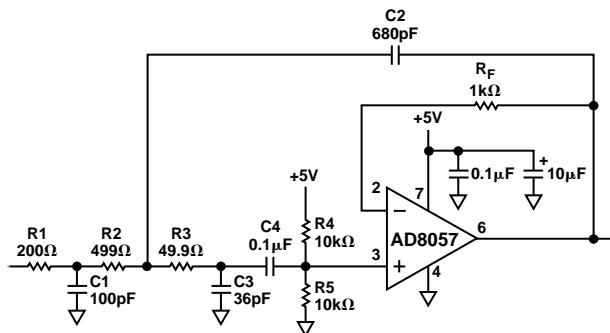 C2
680pF
R_F
1kΩ
+5V
0.1μF
+
10μF
7
2
−
AD8057
6
3
+
4
+5V
R4
10kΩ
R5
10kΩ
C4
0.1μF
R1
200Ω
R2
499Ω
R3
49.9Ω
C1
100pF
C3
36pF